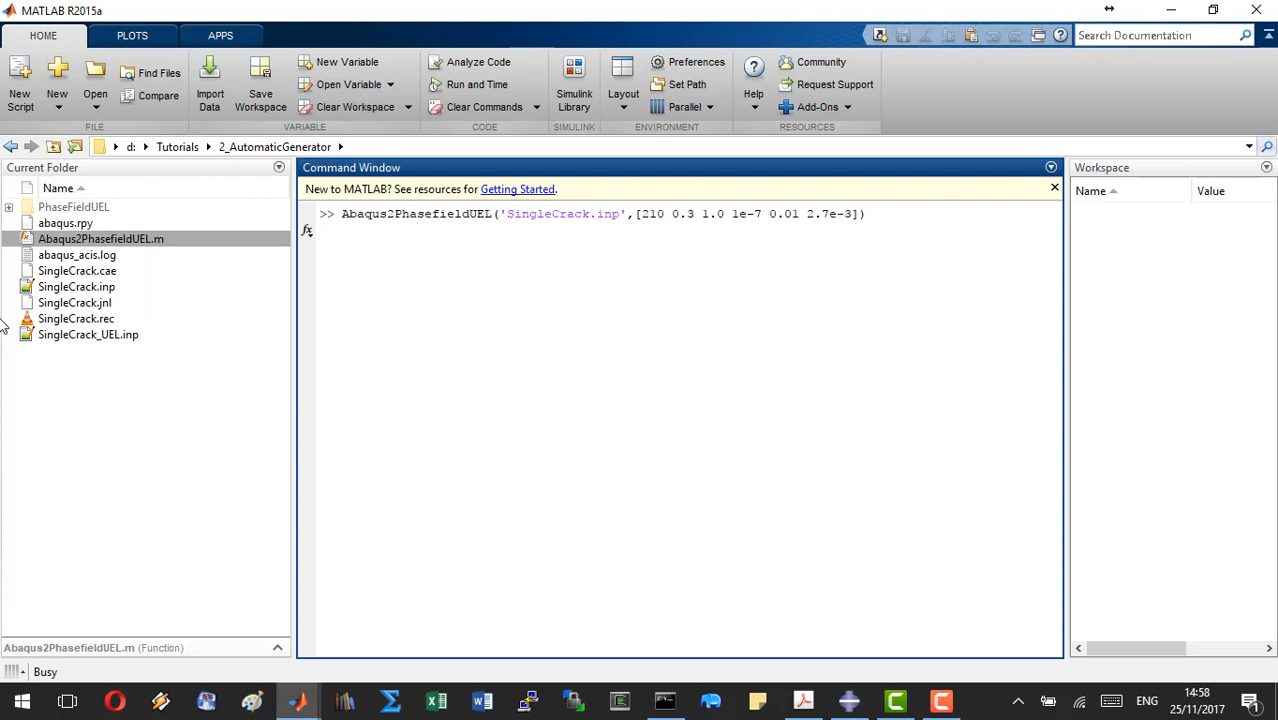 MATLAB R2015a
HOME
PLOTS
APPS
Search Documentation
New Script
New
Open
Find Files
Compare
Import Data
Save Workspace
New Variable
Open Variable
Clear Workspace
Analyze Code
Run and Time
Clear Commands
Simulink Library
Layout
Preferences
Set Path
Parallel
Help
Community
Request Support
Add-Ons
FILE
VARIABLE
CODE
SIMULINK
ENVIRONMENT
RESOURCES
d: Tutorials 2_AutomaticGenerator
Current Folder
Name
PhaseFieldUEL
abaqus.rpy
Abaqus2PhasefieldUEL.m
abaqus_acis.log
SingleCrack.cae
SingleCrack.inp
SingleCrack.jnl
SingleCrack.rec
SingleCrack_UEL.inp
Abaqus2PhasefieldUEL.m (Function)
Command Window
New to MATLAB? See resources for Getting Started.
>> Abaqus2PhasefieldUEL('SingleCrack.inp',[210 0.3 1.0 1e-7 0.01 2.7e-3])
fx
Workspace
Name
Value
Busy
ENG
14:58
25/11/2017
1